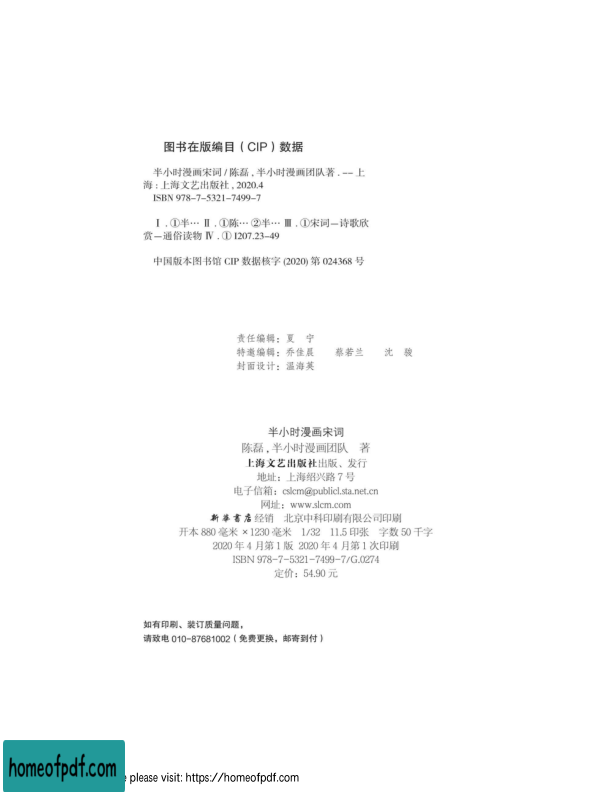 图书在版编目（CIP）数据
半小时漫画宋词 / 陈磊，半小时漫画团队著 . -- 上
海：上海文艺出版社，2020.4
ISBN 978-7-5321-7499-7
Ⅰ . ①半… Ⅱ . ①陈… ②半… Ⅲ . ①宋词－诗歌欣
赏－通俗读物 Ⅳ . ① I207.23-49
中国版本图书馆 CIP 数据核字 (2020) 第 024368 号
责任编辑：夏 宁
特邀编辑：乔佳晨 蔡若兰 沈 骏
封面设计：温海英
半小时漫画宋词
陈磊，半小时漫画团队 著
上海文艺出版社出版、发行
地址：上海绍兴路 7 号
电子信箱：cslcm@publicl.sta.net.cn
网址：www.slcm.com
新华书店 经销 北京中科印刷有限公司印刷
开本 880 毫米 ×1230 毫米 1/32 11.5 印张 字数 50 千字
2020 年 4 月第 1 版 2020 年 4 月第 1 次印刷
ISBN 978-7-5321-7499-7/G.0274
定价：54.90 元
如有印刷、装订质量问题，
请致电 010-87681002（免费更换，邮寄到付）
homeofpdf.com
please visit: https://homeofpdf.com